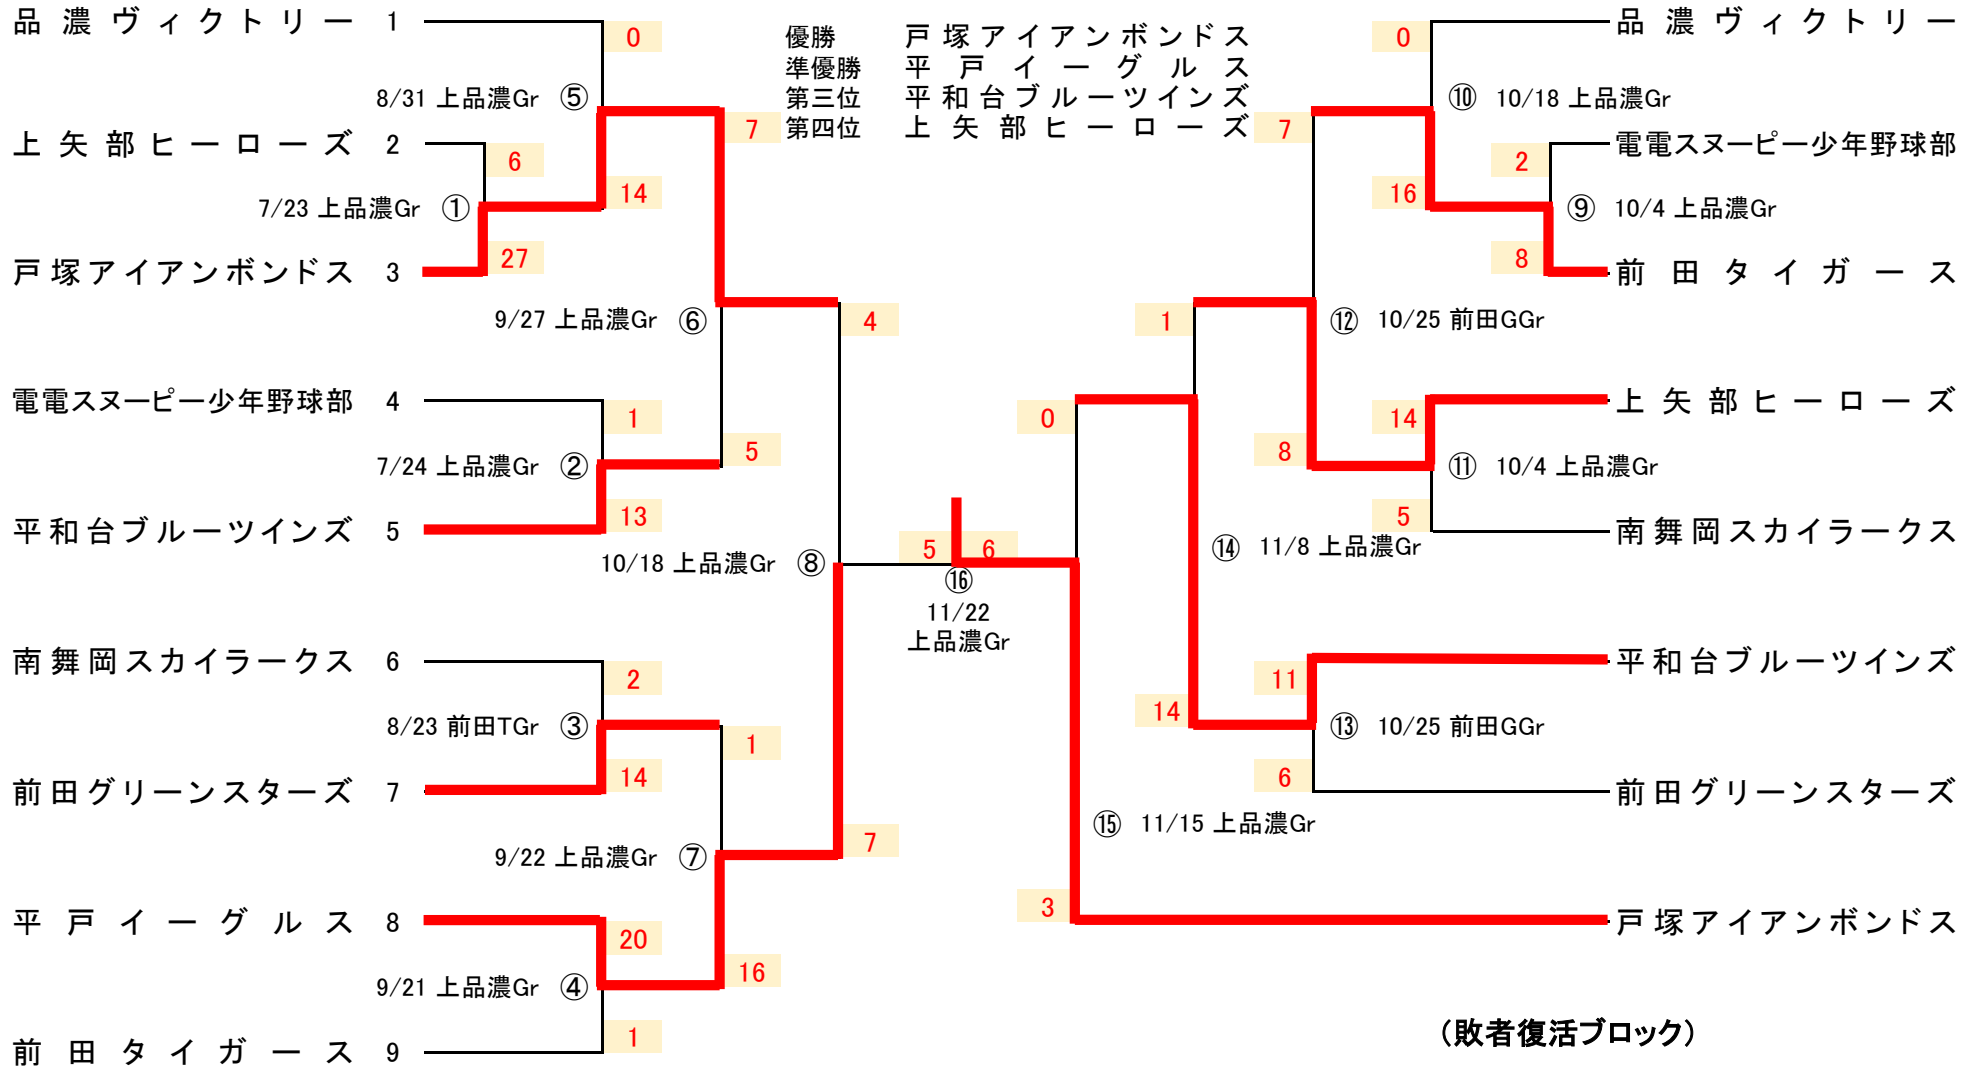 品濃ヴィクトリー 1
0
8/31 上品濃Gr ⑤
上矢部ヒーローズ 2
6
14
7/23 上品濃Gr ①
戸塚アイアンボンドス 3
27
7
9/27 上品濃Gr ⑥
4
電電スヌーピー少年野球部 4
1
5
7/24 上品濃Gr ②
13
平和台ブルーツインズ 5
10/18 上品濃Gr ⑧
南舞岡スカイラークス 6
2
8/23 前田TGr ③
1
14
前田グリーンスターズ 7
7
9/22 上品濃Gr ⑦
平戸イーグルス 8
20
16
9/21 上品濃Gr ④
1
前田タイガース 9
優勝 戸塚アイアンボンドス
準優勝 平戸イーグルス
第三位 平和台ブルーツインズ
第四位 上矢部ヒーローズ
5 6
⑯
11/22
上品濃Gr
品濃ヴィクトリー
0
⑩ 10/18 上品濃Gr
7
電電スヌーピー少年野球部
2
16
⑨ 10/4 上品濃Gr
8
前田タイガース
1
⑫ 10/25 前田GGr
上矢部ヒーローズ
0
14
8
⑪ 10/4 上品濃Gr
5
南舞岡スカイラークス
⑭ 11/8 上品濃Gr
平和台ブルーツインズ
11
14
⑬ 10/25 前田GGr
6
前田グリーンスターズ
⑮ 11/15 上品濃Gr
3
戸塚アイアンボンドス
(敗者復活ブロック)